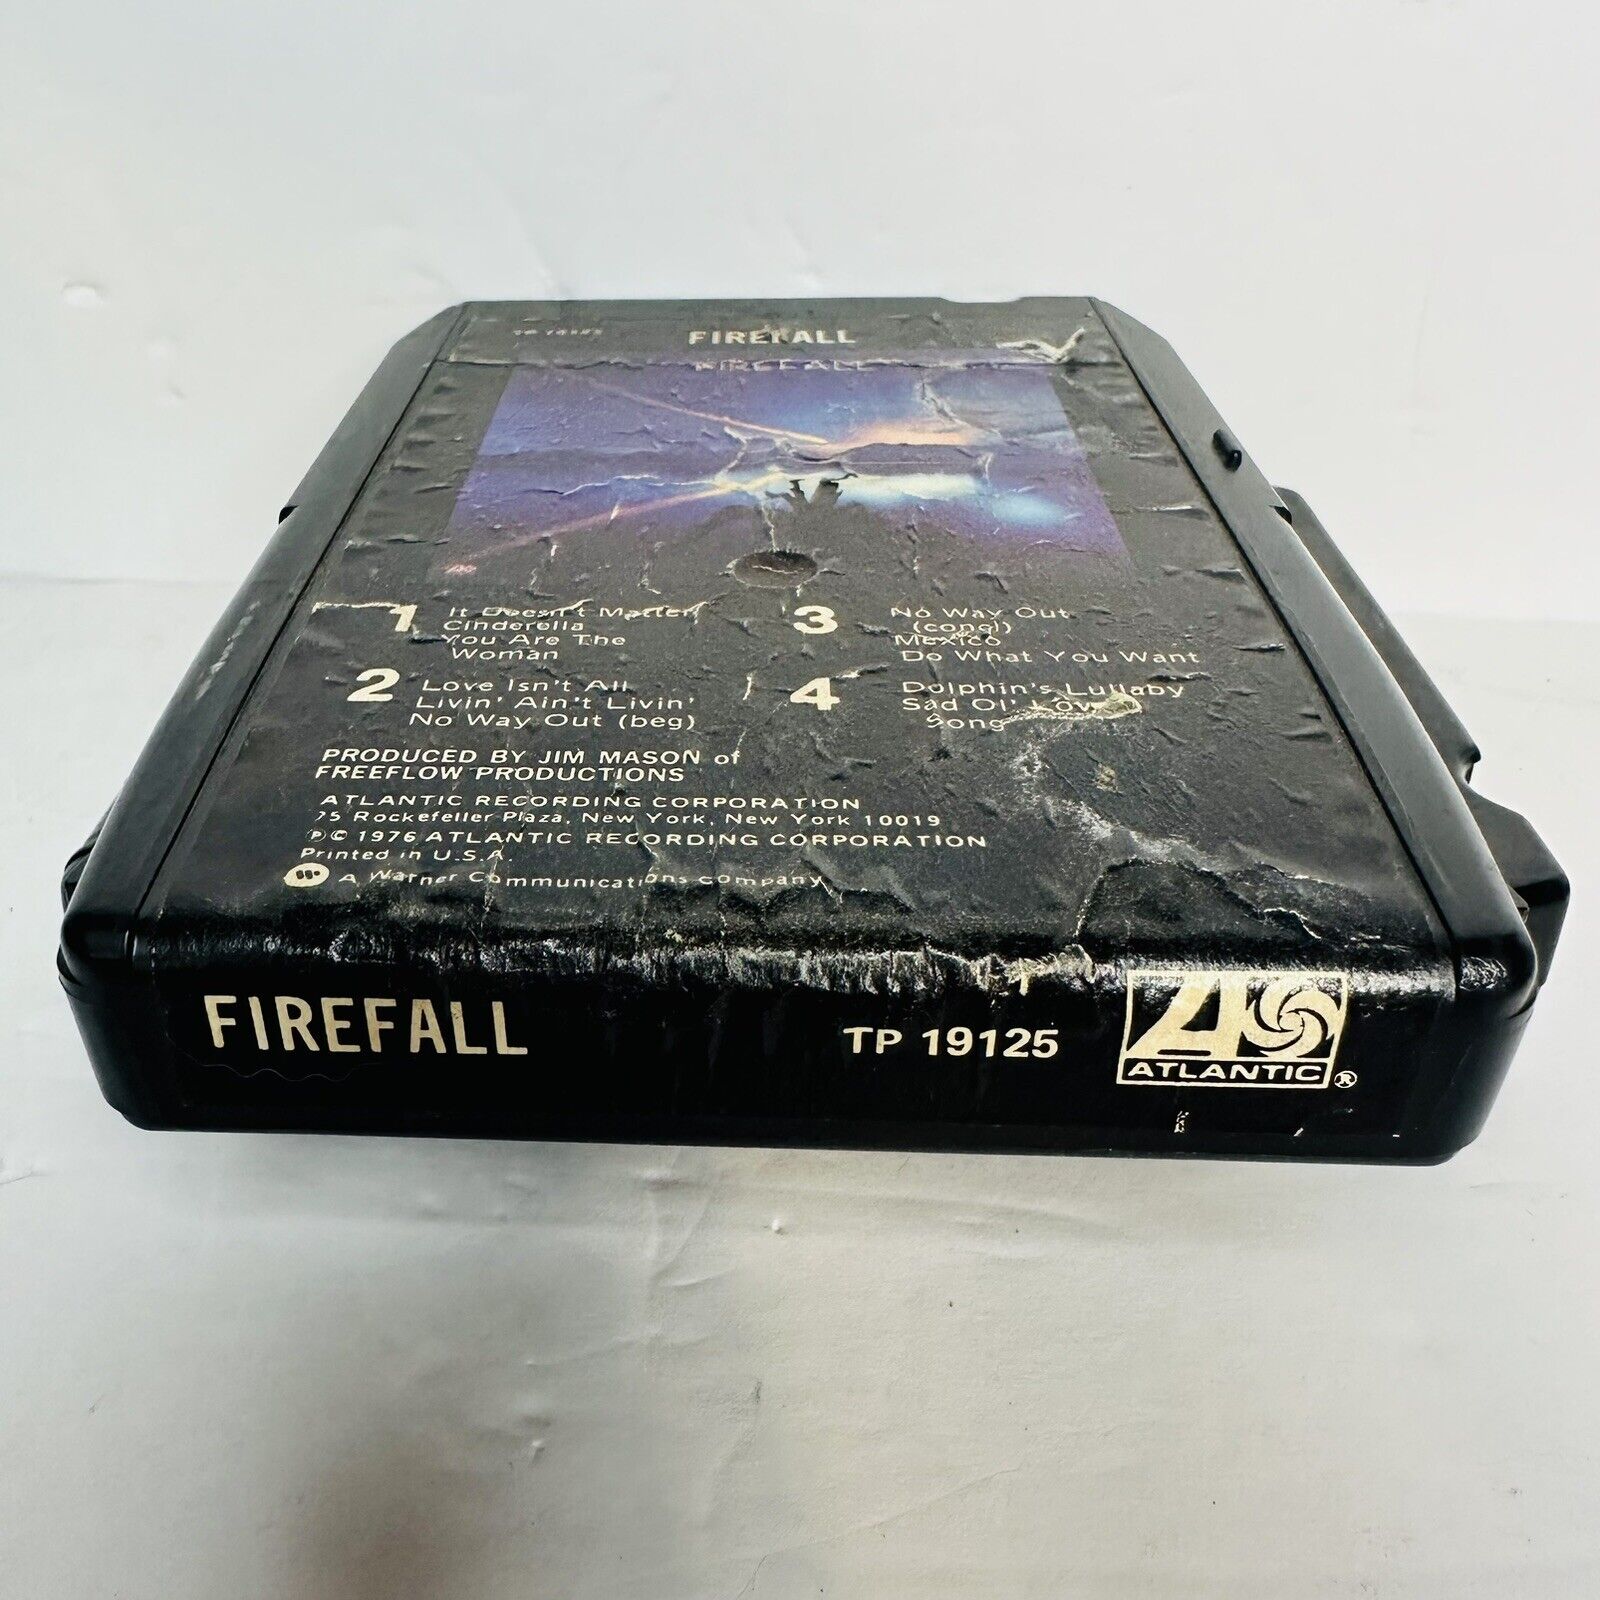 FIREFALL
FIREFALL
1 It Doesn't Matter
Cinderella
You Are The
Woman
2 Love Isn't All
Livin' Ain't Livin'
No Way Out (beg)
3 No Way Out
(concl)
Mexico
Do What You Want
4 Dolphin's Lullaby
Sad Ol' Love
Song
PRODUCED BY JIM MASON of
FREEFLOW PRODUCTIONS
ATLANTIC RECORDING CORPORATION
75 Rockefeller Plaza, New York, New York 10019
℗© 1976 ATLANTIC RECORDING CORPORATION
Printed in U.S.A.
A Warner Communications company
FIREFALL
TP 19125
ATLANTIC®